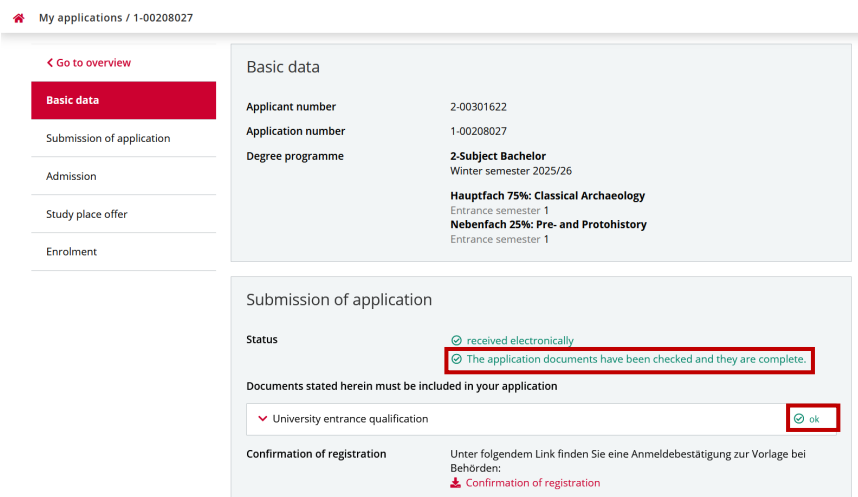 My applications / 1-00208027
Go to overview
Basic data
Submission of application
Admission
Study place offer
Enrolment
Basic data
Applicant number 2-00301622
Application number 1-00208027
Degree programme 2-Subject Bachelor
Winter semester 2025/26
Hauptfach 75%: Classical Archaeology
Entrance semester 1
Nebenfach 25%: Pre- and Protohistory
Entrance semester 1
Submission of application
Status received electronically
The application documents have been checked and they are complete.
Documents stated herein must be included in your application
University entrance qualification ok
Confirmation of registration Unter folgendem Link finden Sie eine Anmeldebestätigung zur Vorlage bei
Behörden:
Confirmation of registration